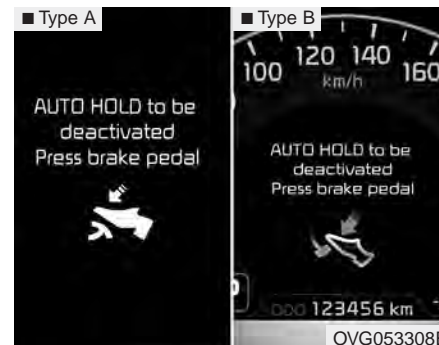 ■ Type A
AUTO HOLD to be
deactivated
Press brake pedal
■ Type B
100 120 140 160
km/h
AUTO HOLD to be
deactivated
Press brake pedal
123456 km
OVG053308